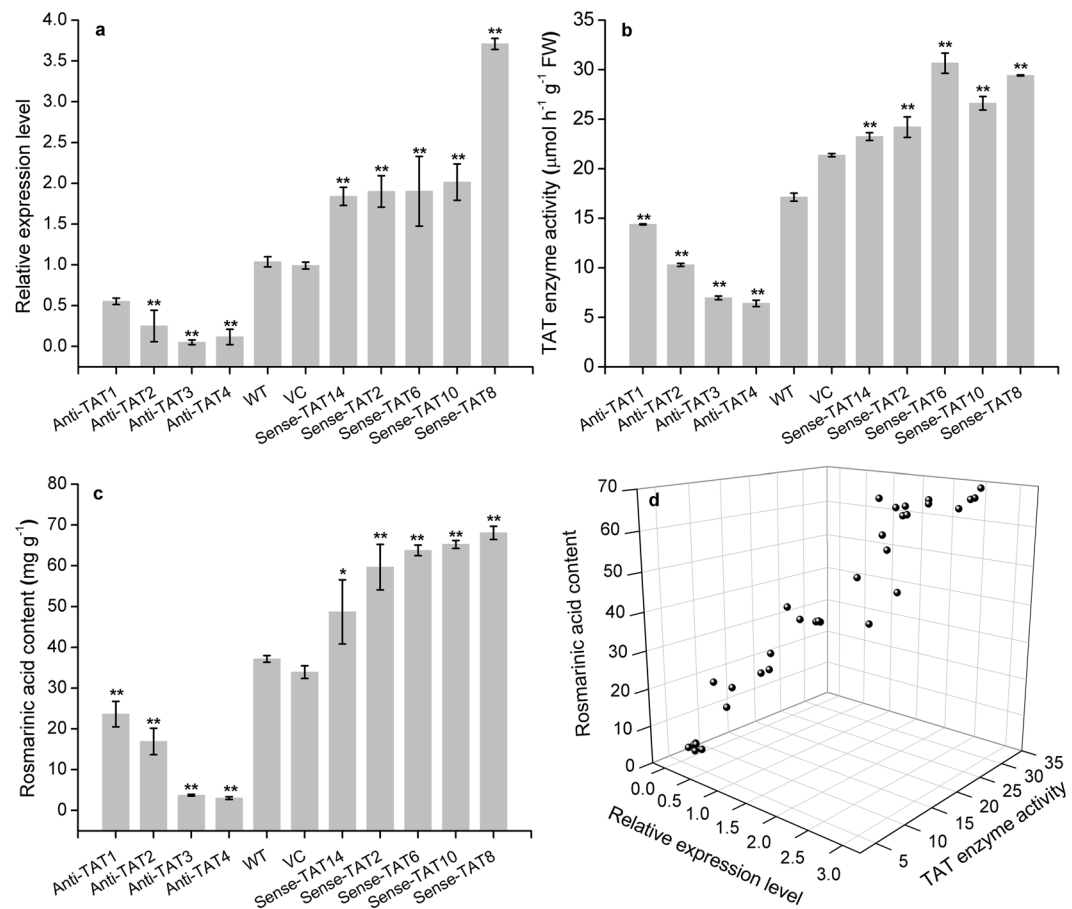 a
Relative expression level
4.0
3.5
3.0
2.5
2.0
1.5
1.0
0.5
0.0
**
**
**
**
**
**
**
**
Anti-TAT1
Anti-TAT2
Anti-TAT3
Anti-TAT4
WT
VC
Sense-TAT14
Sense-TAT2
Sense-TAT6
Sense-TAT10
Sense-TAT8
b
TAT enzyme activity (μmol h⁻¹ g⁻¹ FW)
35
30
25
20
15
10
5
0
**
**
**
**
**
**
**
**
**
Anti-TAT1
Anti-TAT2
Anti-TAT3
Anti-TAT4
WT
VC
Sense-TAT14
Sense-TAT2
Sense-TAT6
Sense-TAT10
Sense-TAT8
c
Rosmarinic acid content (mg g⁻¹)
80
70
60
50
40
30
20
10
0
**
**
**
**
*
**
**
**
**
Anti-TAT1
Anti-TAT2
Anti-TAT3
Anti-TAT4
WT
VC
Sense-TAT14
Sense-TAT2
Sense-TAT6
Sense-TAT10
Sense-TAT8
d
Rosmarinic acid content
70
60
50
40
30
20
10
0
0.0
0.5
1.0
1.5
2.0
2.5
3.0
Relative expression level
5
10
15
20
25
30
35
TAT enzyme activity